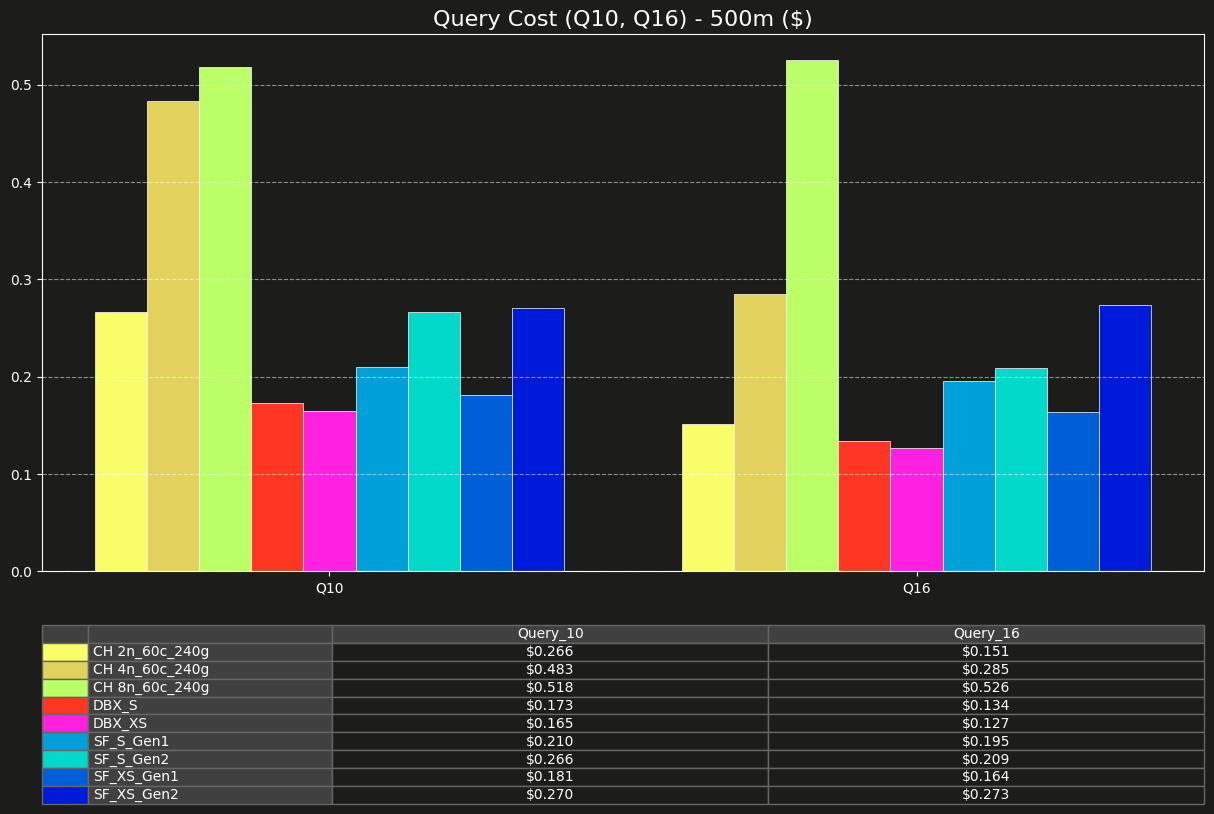 Query Cost (Q10, Q16) - 500m ($)
0.5
0.4
0.3
0.2
0.1
0.0
Q10 Q16
Query_10 Query_16
CH 2n_60c_240g $0.266 $0.151
CH 4n_60c_240g $0.483 $0.285
CH 8n_60c_240g $0.518 $0.526
DBX_S $0.173 $0.134
DBX_XS $0.165 $0.127
SF_S_Gen1 $0.210 $0.195
SF_S_Gen2 $0.266 $0.209
SF_XS_Gen1 $0.181 $0.164
SF_XS_Gen2 $0.270 $0.273